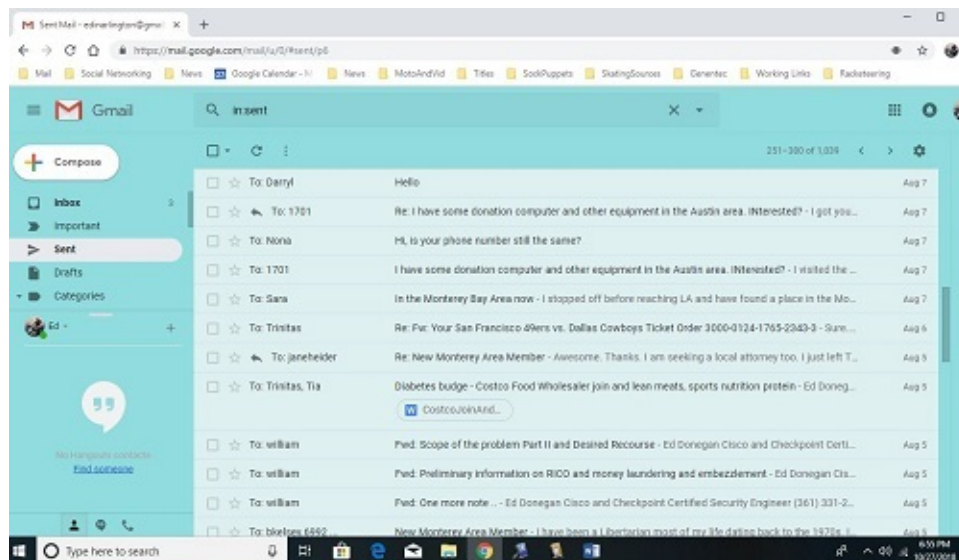 Sent Mail - edmarlington@gmai
https://mail.google.com/mail/u/0/#sent/p6
Mail Social Networking News Google Calendar - N News MotoAndVid Titles SockPuppets SkatingSources Genentec Working Links Racketeering
Gmail
in:sent
Compose
251–300 of 1,039
Inbox 3
Important
Sent
Drafts
Categories
Ed
No Hangouts contacts
Find someone
To: Darryl Hello Aug 7
To: 1701 Re: I have some donation computer and other equipment in the Austin area. INterested? - I got you... Aug 7
To: Nona Hi, is your phone number still the same? Aug 7
To: 1701 I have some donation computer and other equipment in the Austin area. INterested? - I visited the ... Aug 7
To: Sara In the Monterey Bay Area now - I stopped off before reaching LA and have found a place in the Mo... Aug 7
To: Trinitas Re: Fw: Your San Francisco 49ers vs. Dallas Cowboys Ticket Order 3000-0124-1765-2343-3 - Sure.... Aug 6
To: janeheider Re: New Monterey Area Member - Awesome. Thanks. I am seeking a local attorney too. I just left T... Aug 5
To: Trinitas, Tia Diabetes budge - Costco Food Wholesaler join and lean meats, sports nutrition protein - Ed Doneg... Aug 5
CostcoJoinAnd...
To: william Fwd: Scope of the problem Part II and Desired Recourse - Ed Donegan Cisco and Checkpoint Certi... Aug 5
To: william Fwd: Preliminary information on RICO and money laundering and embezzlement - Ed Donegan Cis... Aug 5
To: william Fwd: One more note .. - Ed Donegan Cisco and Checkpoint Certified Security Engineer (361) 331-2... Aug 5
To: bkelsey.6992 New Monterey Area Member - I have been a Libertarian most of my life dating back to the 1970s. I Aug 5
Type here to search
6:55 PM
10/27/2018